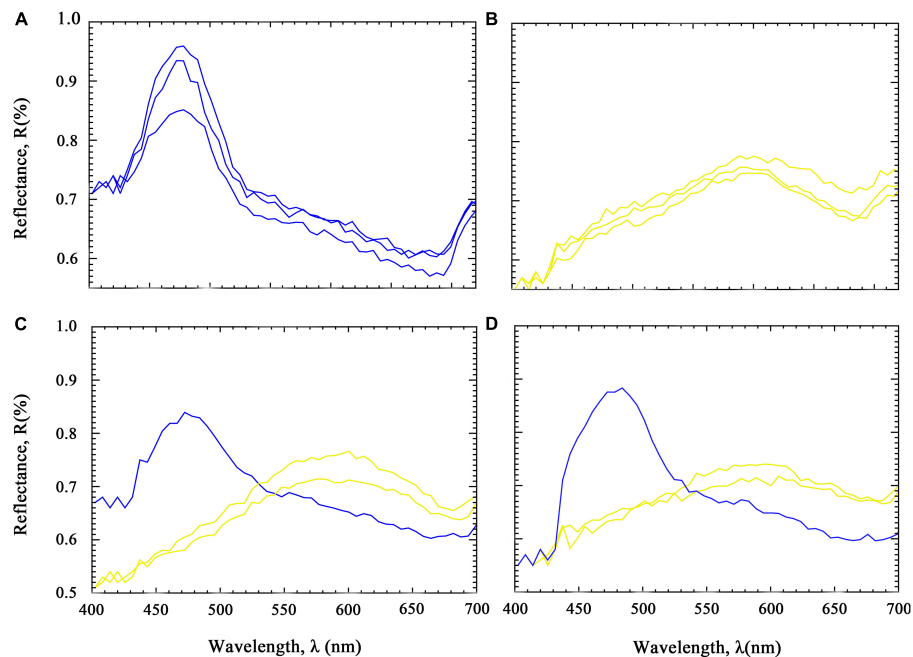 A
B
1.0
0.9
0.8
0.7
0.6
Reflectance, R(%)
C
D
1.0
0.9
0.8
0.7
0.6
0.5
Reflectance, R(%)
400 450 500 550 600 650 700
400 450 500 550 600 650 700
Wavelength, λ (nm)
Wavelength, λ(nm)